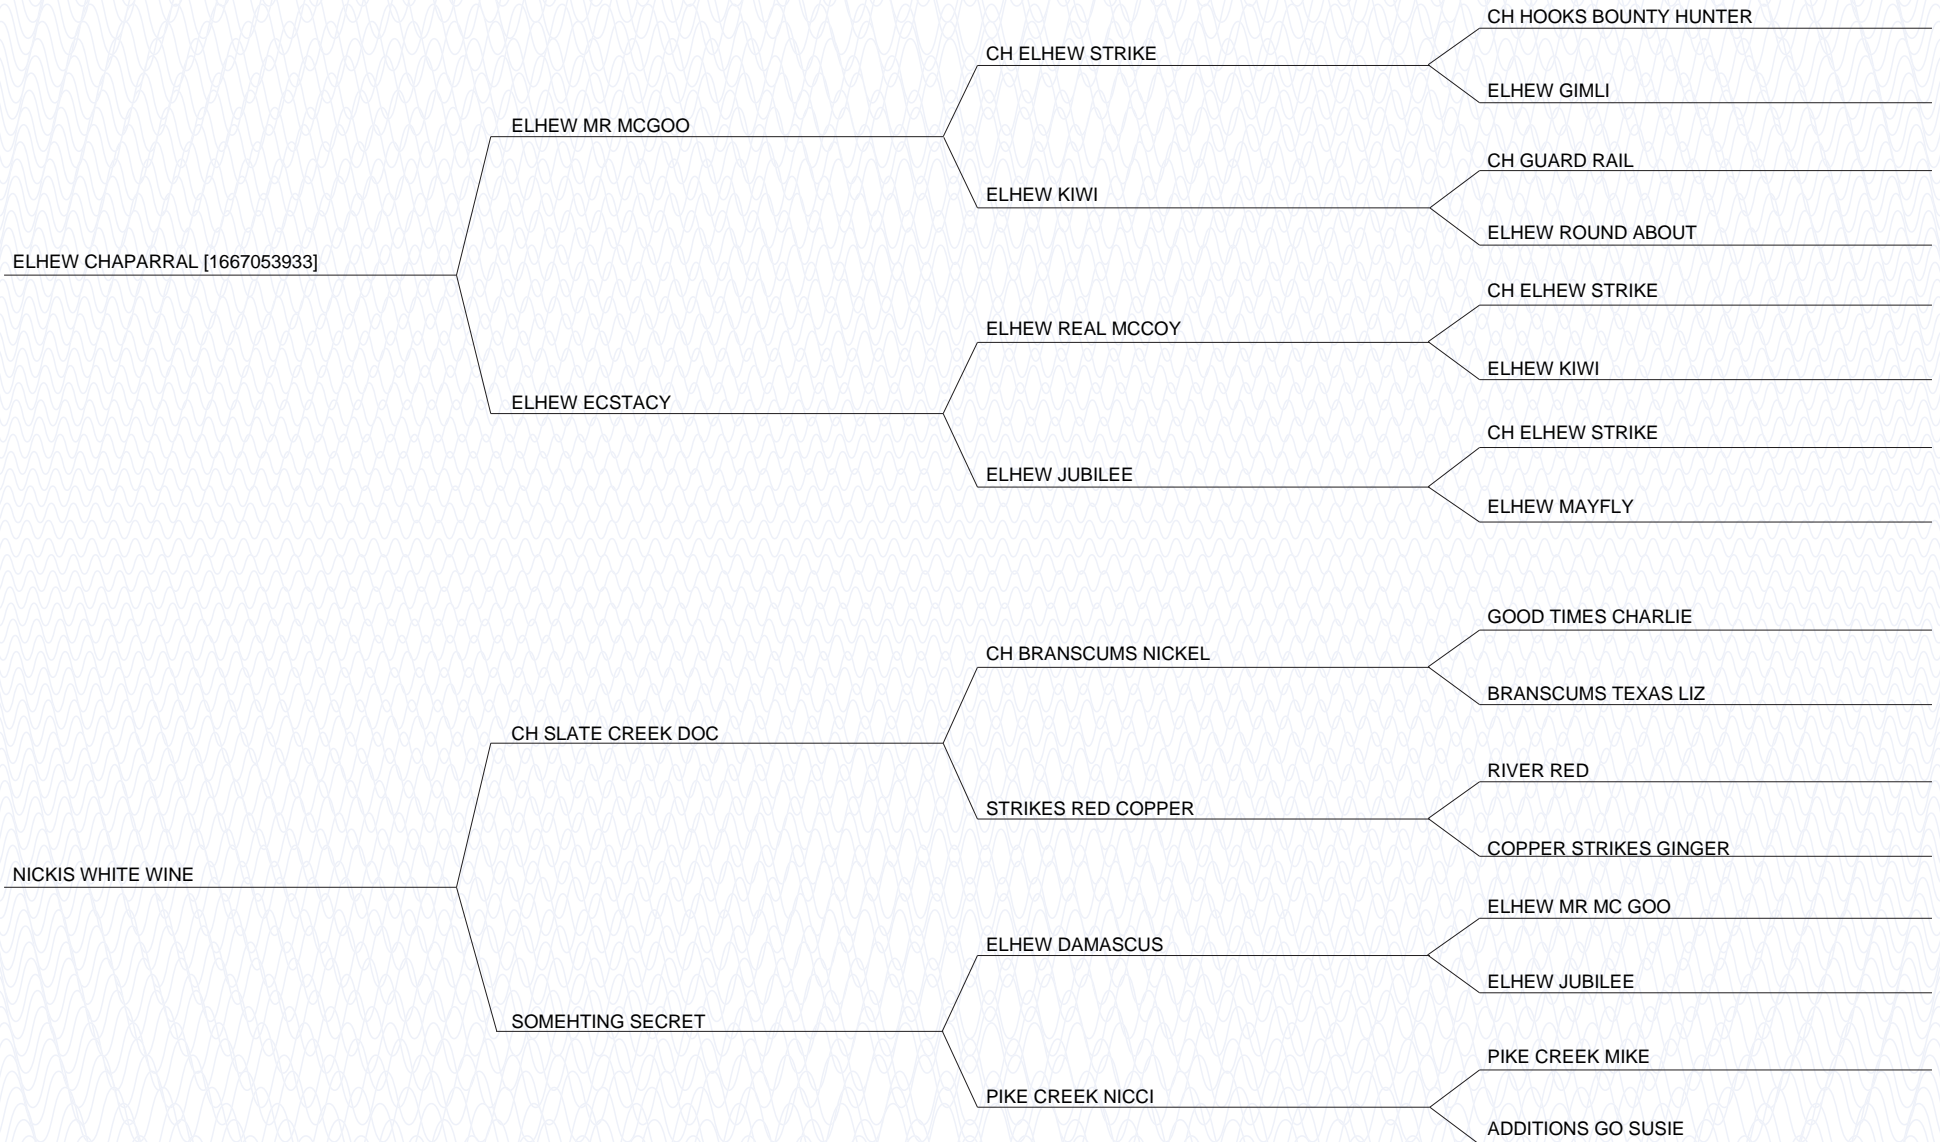 CH HOOKS BOUNTY HUNTER
CH ELHEW STRIKE
ELHEW GIMLI
ELHEW MR MCGOO
CH GUARD RAIL
ELHEW KIWI
ELHEW ROUND ABOUT
ELHEW CHAPARRAL [1667053933]
CH ELHEW STRIKE
ELHEW REAL MCCOY
ELHEW KIWI
ELHEW ECSTACY
CH ELHEW STRIKE
ELHEW JUBILEE
ELHEW MAYFLY
GOOD TIMES CHARLIE
CH BRANSCUMS NICKEL
BRANSCUMS TEXAS LIZ
CH SLATE CREEK DOC
RIVER RED
STRIKES RED COPPER
COPPER STRIKES GINGER
NICKIS WHITE WINE
ELHEW MR MC GOO
ELHEW DAMASCUS
ELHEW JUBILEE
SOMEHTING SECRET
PIKE CREEK MIKE
PIKE CREEK NICCI
ADDITIONS GO SUSIE